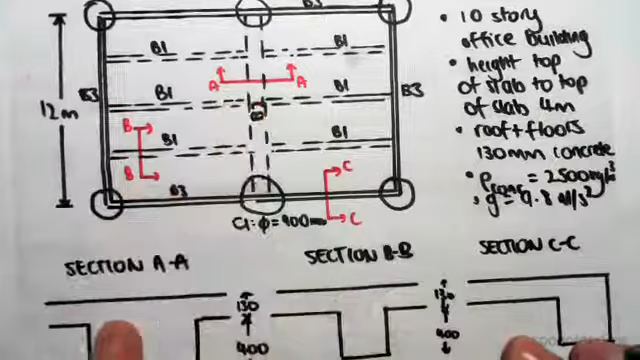 B3
• 10 story
office building
• height top
of slab to top
of slab 4m
• roof + floors
130mm concrete
• ρconc = 2500kg/m³
, g = 9.8 m/s²
B1
B1
A
A
B3
B1
B1
B3
12m
B
B1
B1
B
C
B3
C
C1: φ = 900mm
SECTION A-A
SECTION B-B
SECTION C-C
130
400
130
400